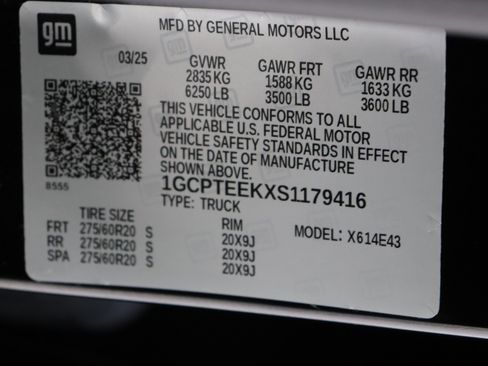 gm
MFD BY GENERAL MOTORS LLC
03/25
GVWR GAWR FRT GAWR RR
2835 KG 1588 KG 1633 KG
6250 LB 3500 LB 3600 LB
THIS VEHICLE CONFORMS TO ALL
APPLICABLE U.S. FEDERAL MOTOR
VEHICLE SAFETY STANDARDS IN EFFECT
ON THE DATE OF MANUFACTURE
SHOWN ABOVE.
8555
1GCPTEEKXS1179416
TYPE: TRUCK
TIRE SIZE RIM MODEL: X614E43
FRT 275/60R20 S 20X9J
RR 275/60R20 S 20X9J
SPA 275/60R20 S 20X9J